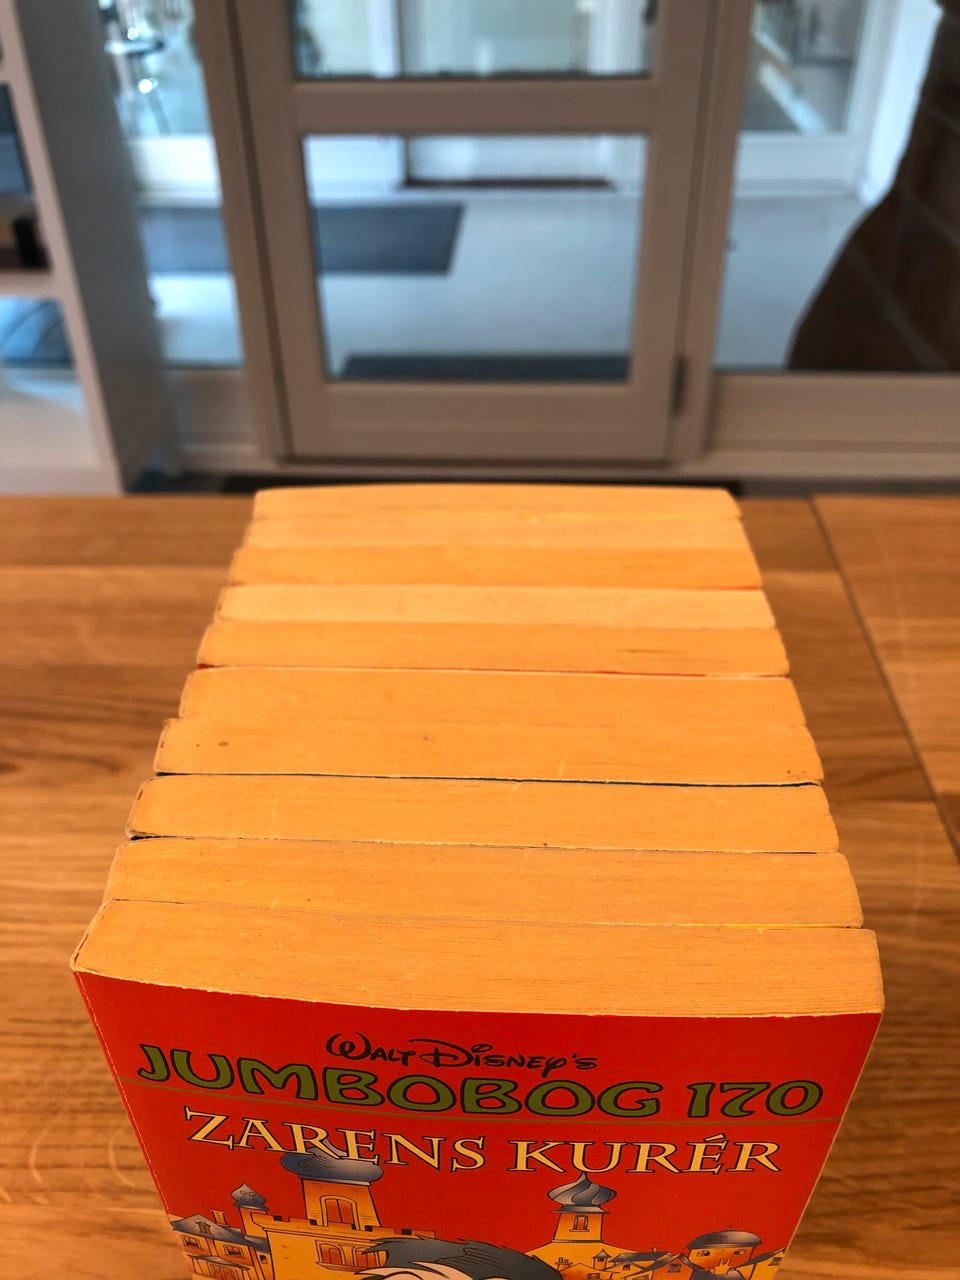 Walt Disney's
JUMBOBOG 170
ZARENS KURÉR